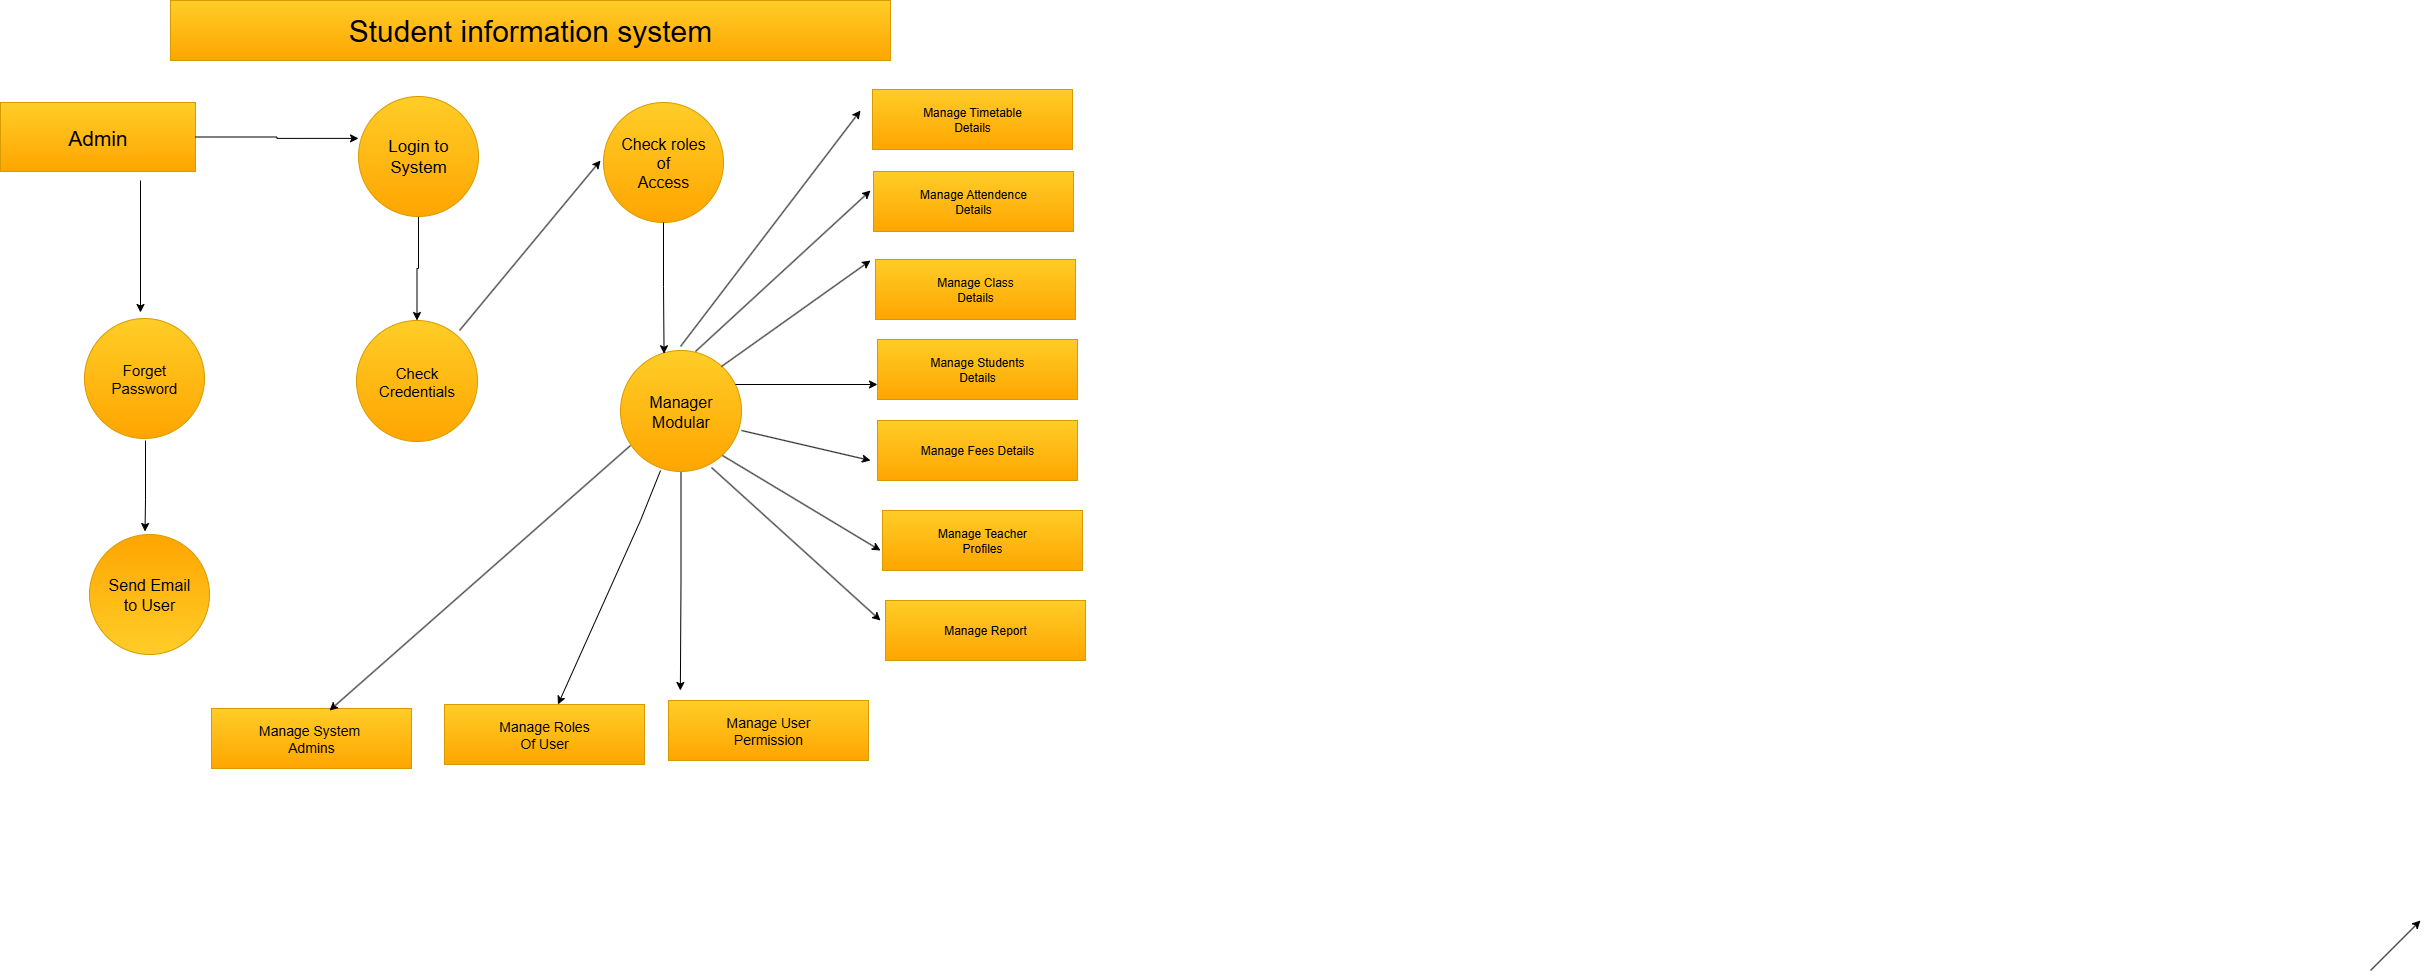 Student information system
Admin
Login to
System
Check roles
of
Access
Manage Timetable
Details
Manage Attendence
Details
Manage Class
Details
Manage Students
Details
Forget
Password
Check
Credentials
Manager
Modular
Manage Fees Details
Manage Teacher
Profiles
Send Email
to User
Manage Report
Manage System
Admins
Manage Roles
Of User
Manage User
Permission